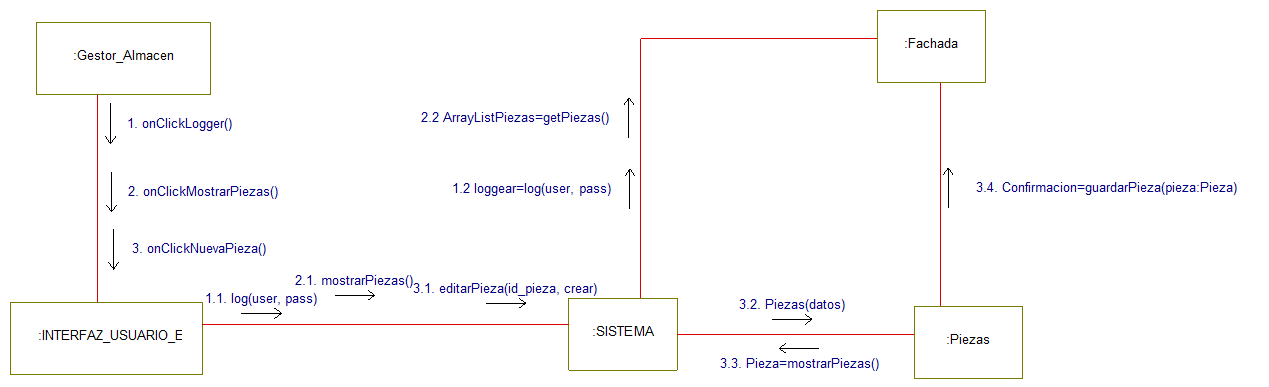 :Gestor_Almacen
:Fachada
1. onClickLogger()
2.2 ArrayListPiezas=getPiezas()
2. onClickMostrarPiezas()
1.2 loggear=log(user, pass)
3.4. Confirmacion=guardarPieza(pieza:Pieza)
3. onClickNuevaPieza()
2.1. mostrarPiezas()
3.1. editarPieza(id_pieza, crear)
1.1. log(user, pass)
3.2. Piezas(datos)
:INTERFAZ_USUARIO_E
:SISTEMA
:Piezas
3.3. Pieza=mostrarPiezas()